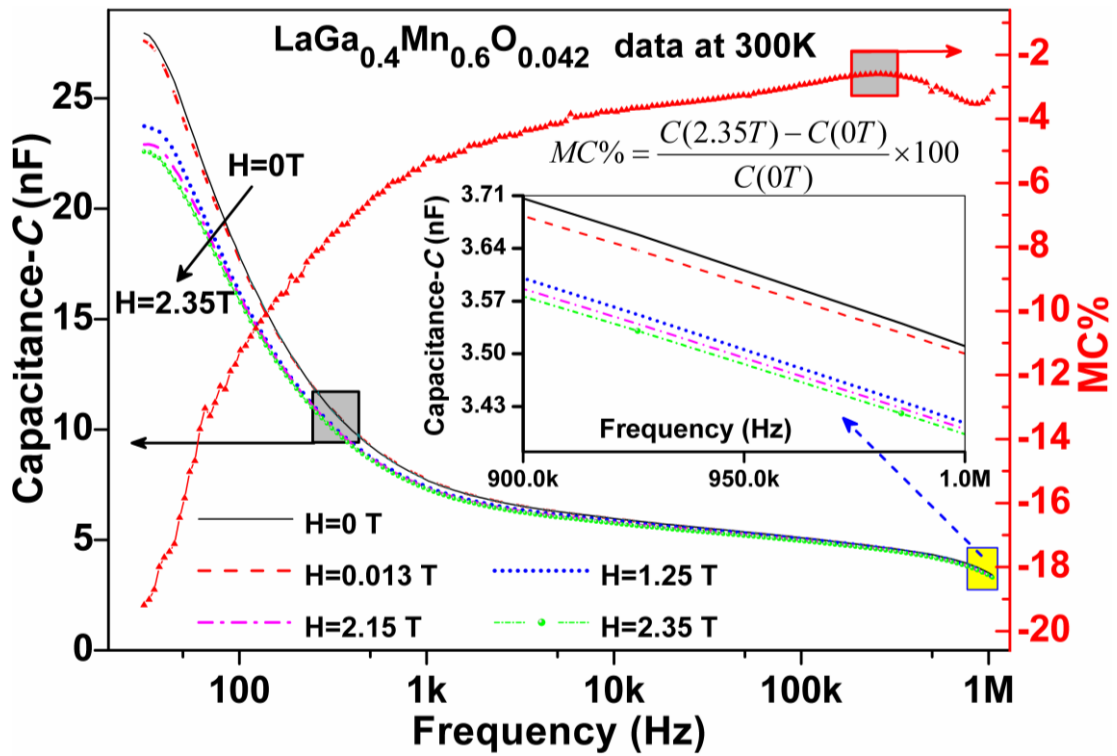 LaGa0.4Mn0.6O0.042 data at 300K
MC% = C(2.35T) − C(0T) / C(0T) × 100
Capacitance-C (nF)
25
20
15
10
5
0
H=0T
H=2.35T
H=0 T
H=0.013 T
H=1.25 T
H=2.15 T
H=2.35 T
Capacitance-C (nF)
3.71
3.64
3.57
3.50
3.43
Frequency (Hz)
900.0k 950.0k 1.0M
-2
-4
-6
-8
-10
-12
-14
-16
-18
-20
MC%
100 1k 10k 100k 1M
Frequency (Hz)